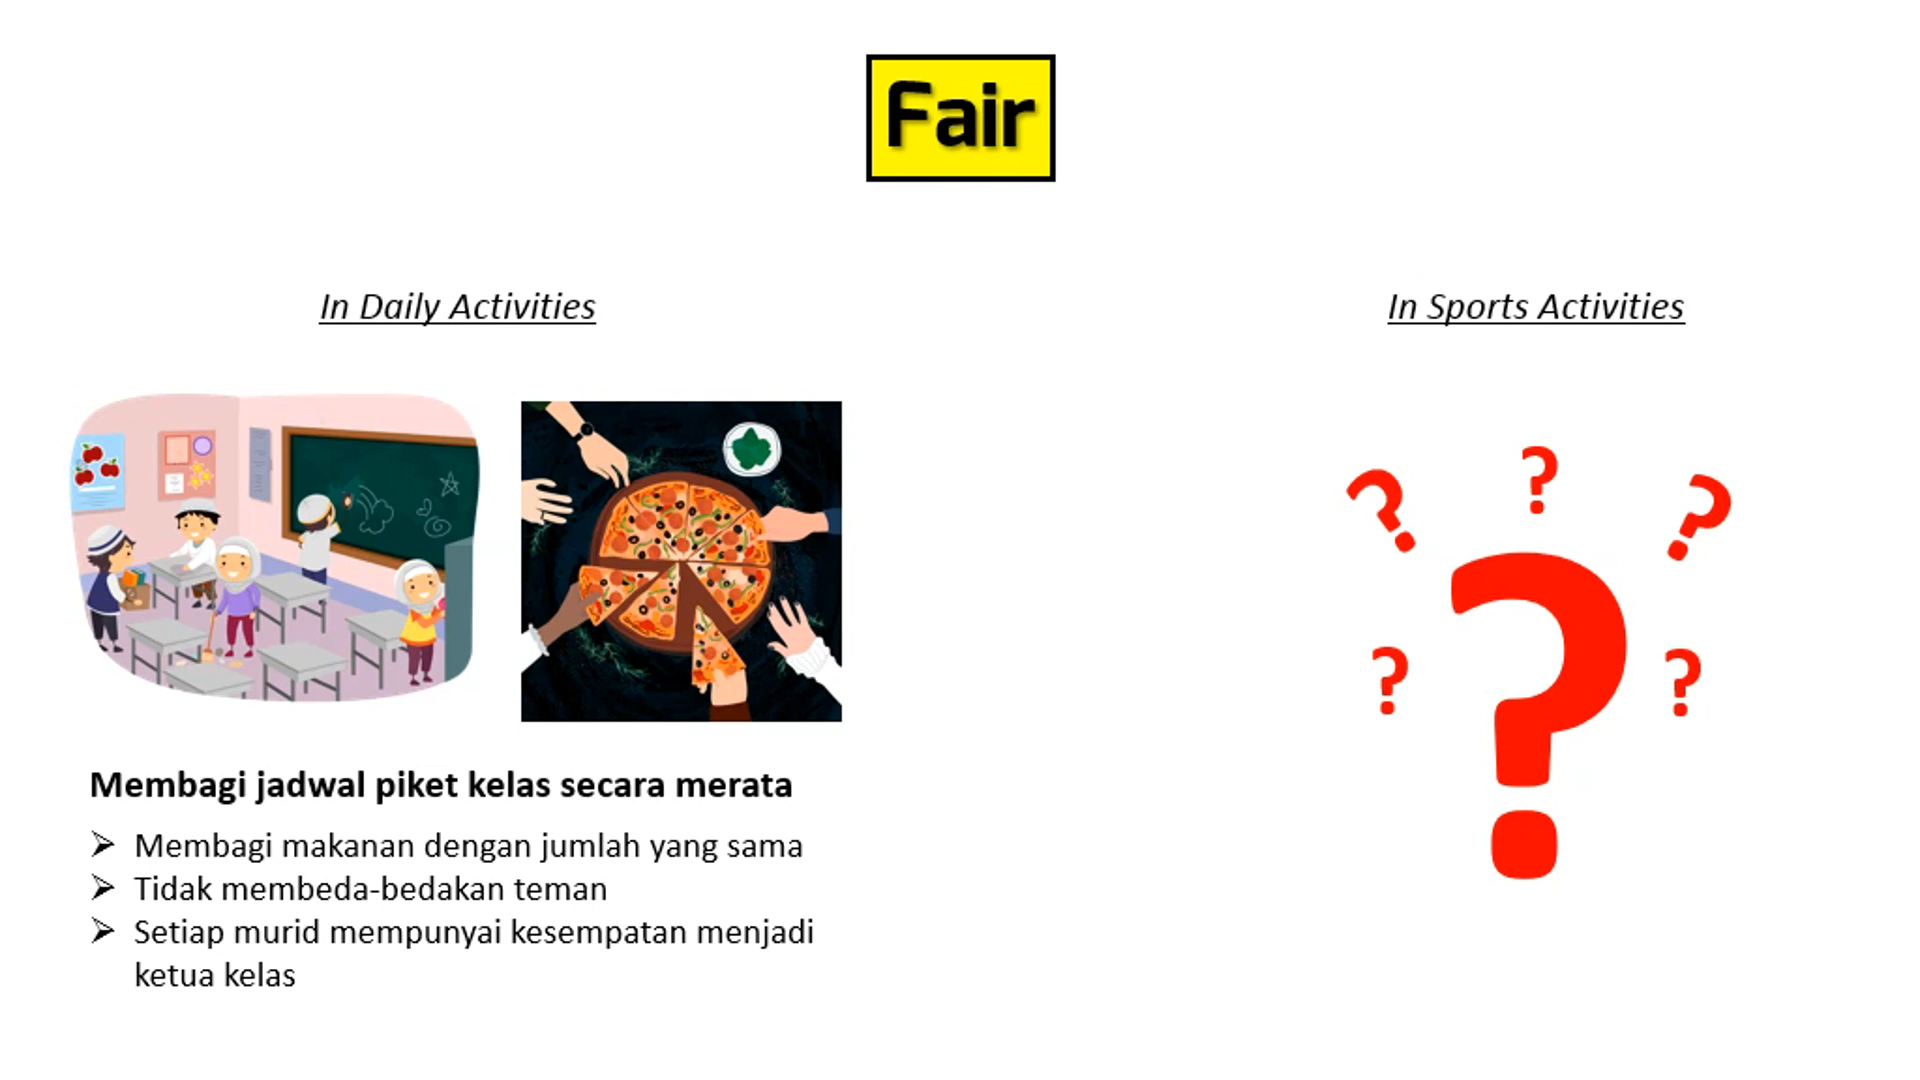 Fair
In Daily Activities
In Sports Activities
?
?
?
?
?
?
Membagi jadwal piket kelas secara merata
Membagi makanan dengan jumlah yang sama
Tidak membeda-bedakan teman
Setiap murid mempunyai kesempatan menjadi
ketua kelas